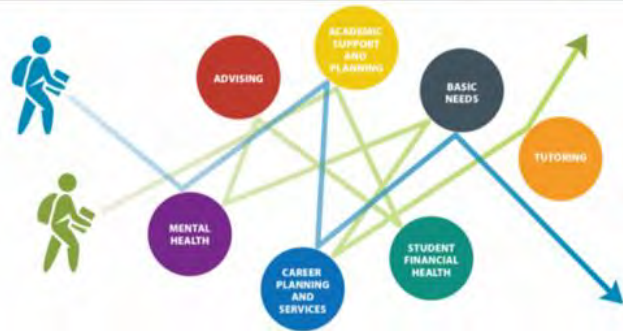 ADVISING
ACADEMIC
SUPPORT
AND
PLANNING
BASIC
NEEDS
TUTORING
MENTAL
HEALTH
CAREER
PLANNING
AND
SERVICES
STUDENT
FINANCIAL
HEALTH